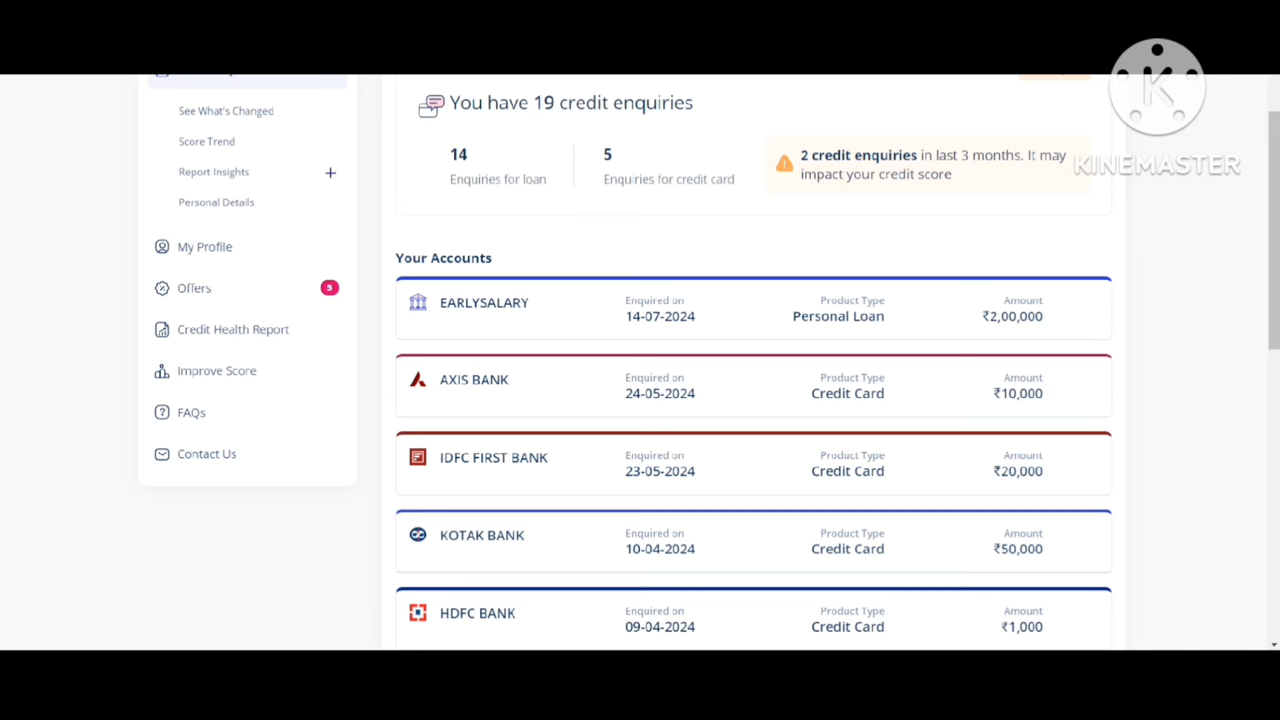 You have 19 credit enquiries
14
Enquiries for loan
5
Enquiries for credit card
2 credit enquiries in last 3 months. It may
impact your credit score
KINEMASTER
See What's Changed
Score Trend
Report Insights +
Personal Details
My Profile
Offers 5
Credit Health Report
Improve Score
FAQs
Contact Us
Your Accounts
EARLYSALARY Enquired on Product Type Amount
14-07-2024 Personal Loan ₹2,00,000
AXIS BANK Enquired on Product Type Amount
24-05-2024 Credit Card ₹10,000
IDFC FIRST BANK Enquired on Product Type Amount
23-05-2024 Credit Card ₹20,000
KOTAK BANK Enquired on Product Type Amount
10-04-2024 Credit Card ₹50,000
HDFC BANK Enquired on Product Type Amount
09-04-2024 Credit Card ₹1,000